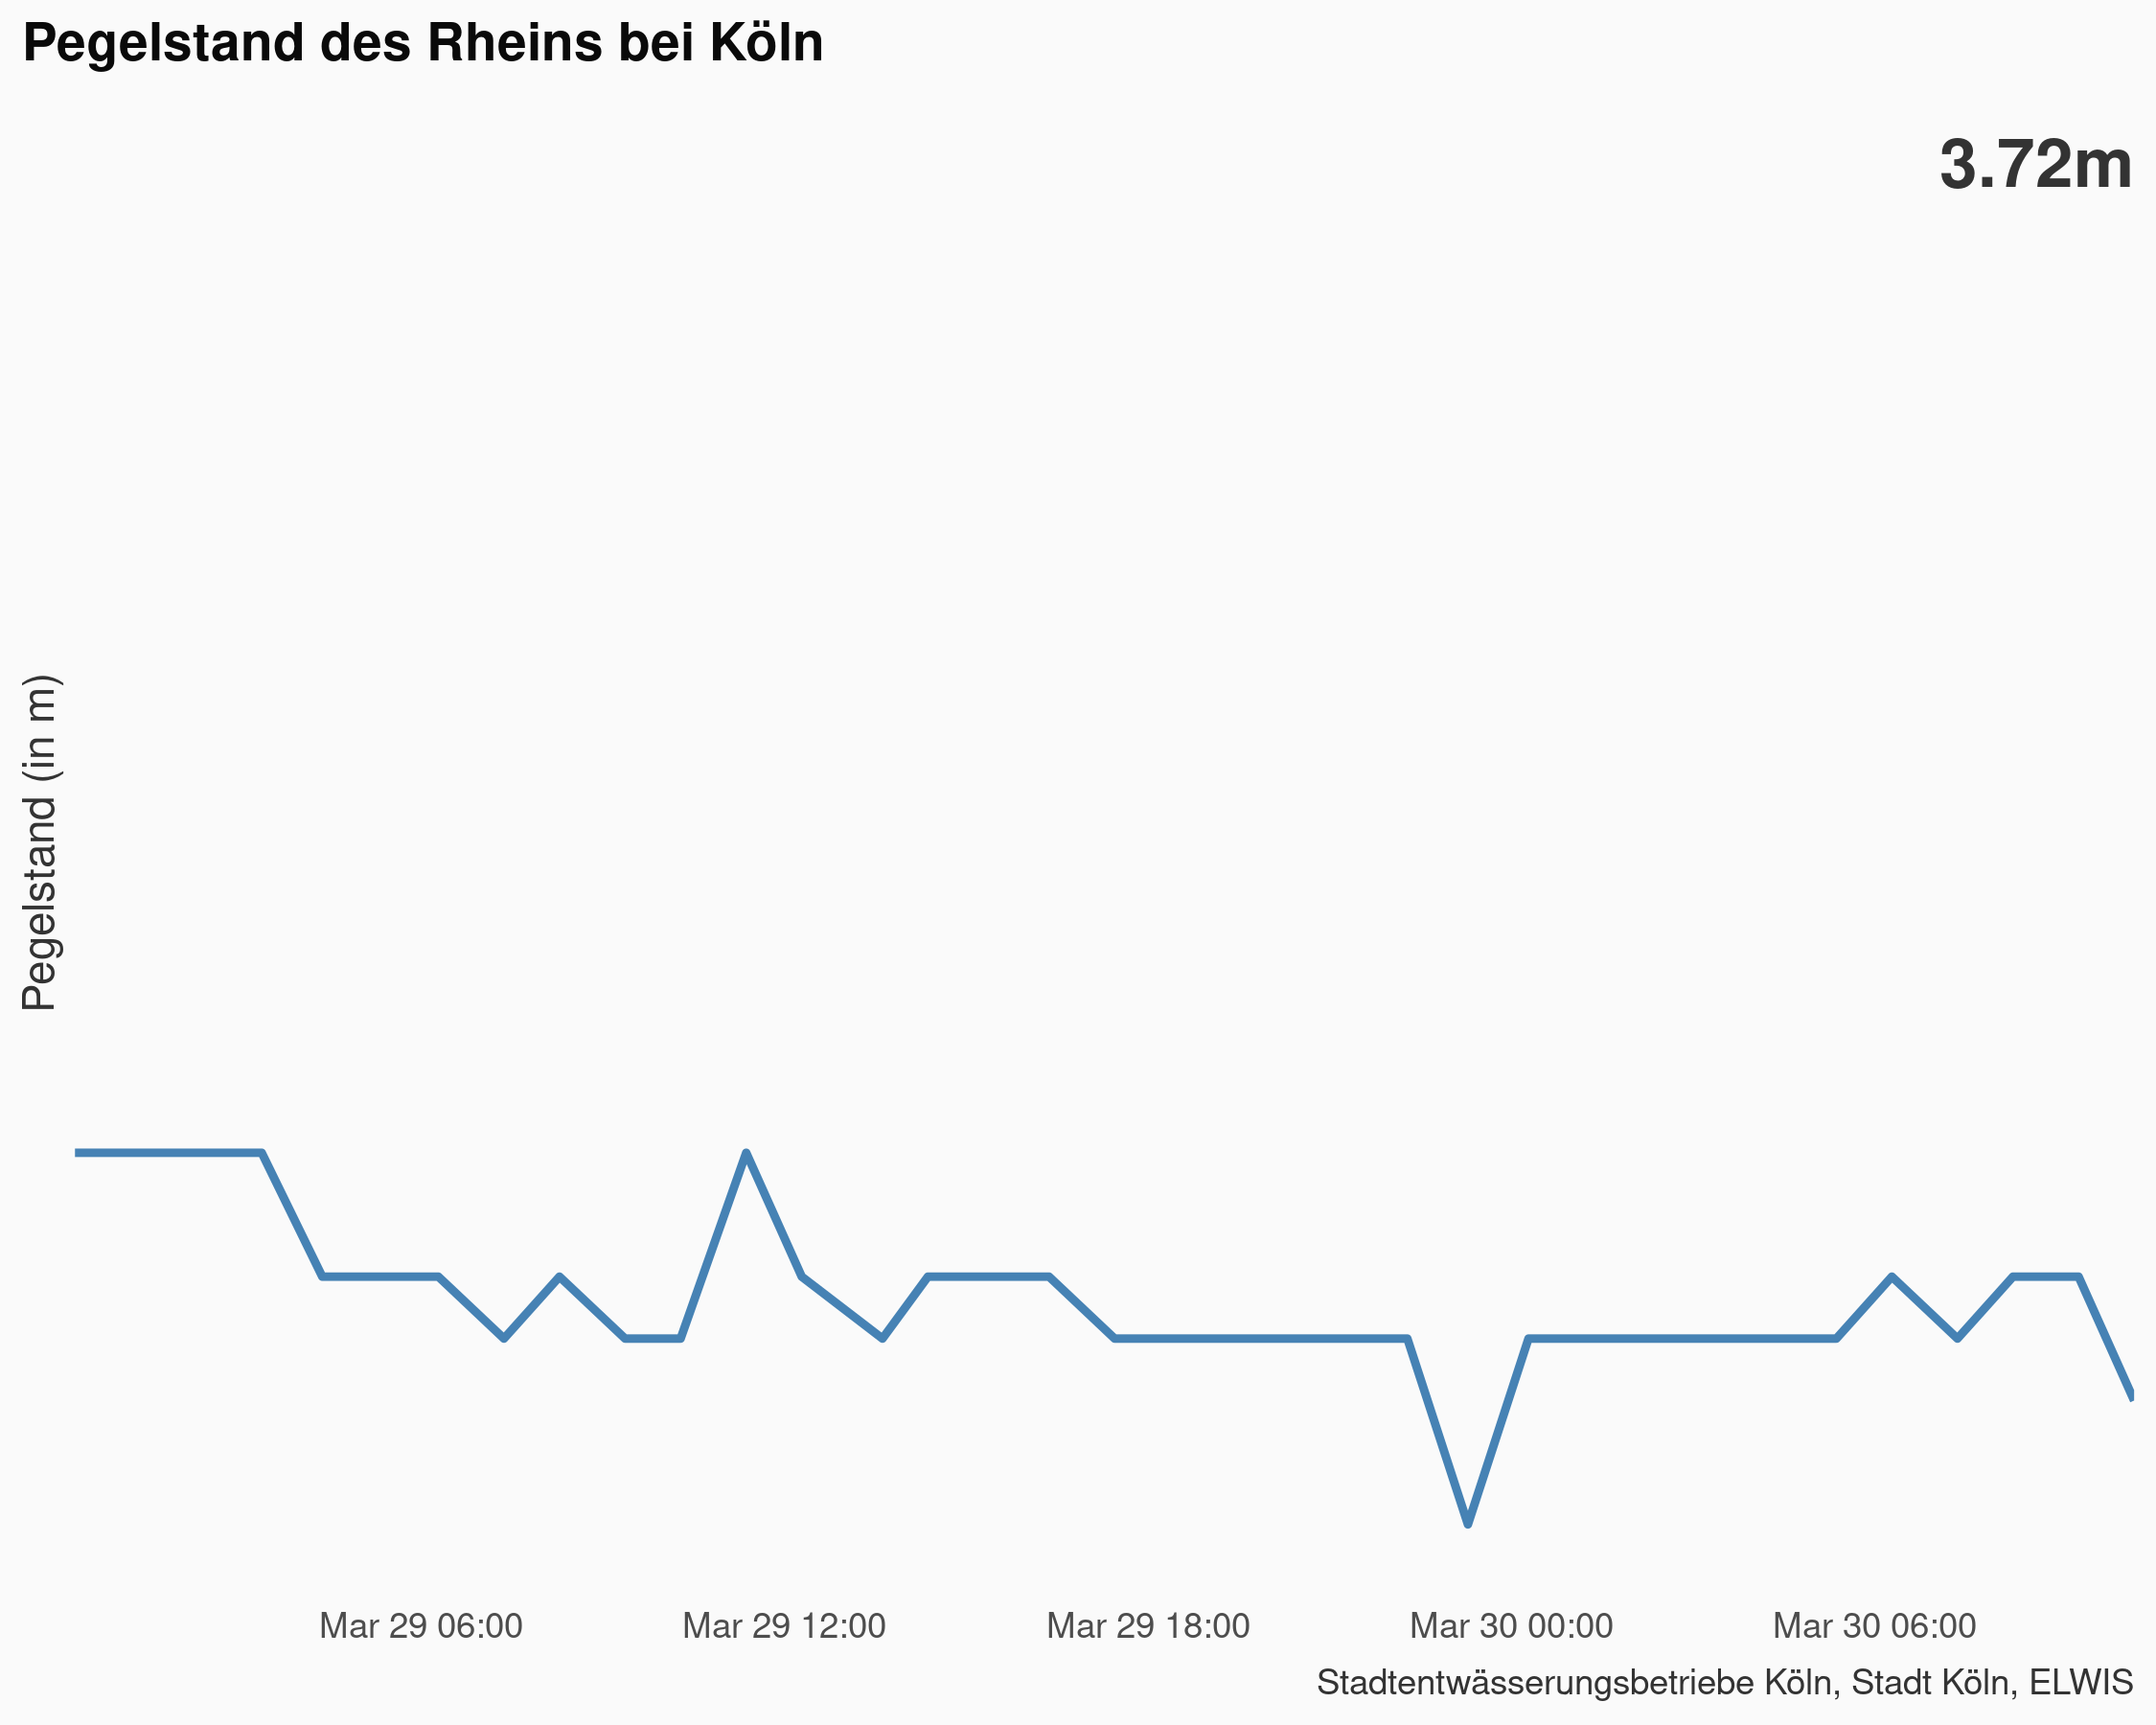 Pegelstand des Rheins bei Köln
3.72m
Pegelstand (in m)
Mar 29 06:00
Mar 29 12:00
Mar 29 18:00
Mar 30 00:00
Mar 30 06:00
Stadtentwässerungsbetriebe Köln, Stadt Köln, ELWIS